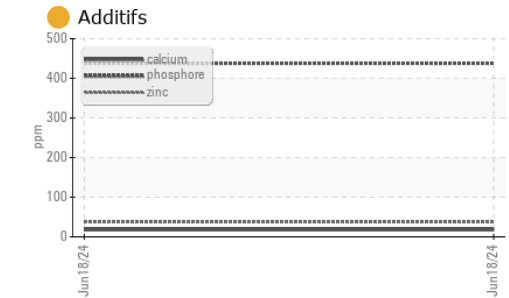 Additifs
500
400
300
200
100
0
ppm
calcium
phosphore
zinc
Jun18/24
Jun18/24